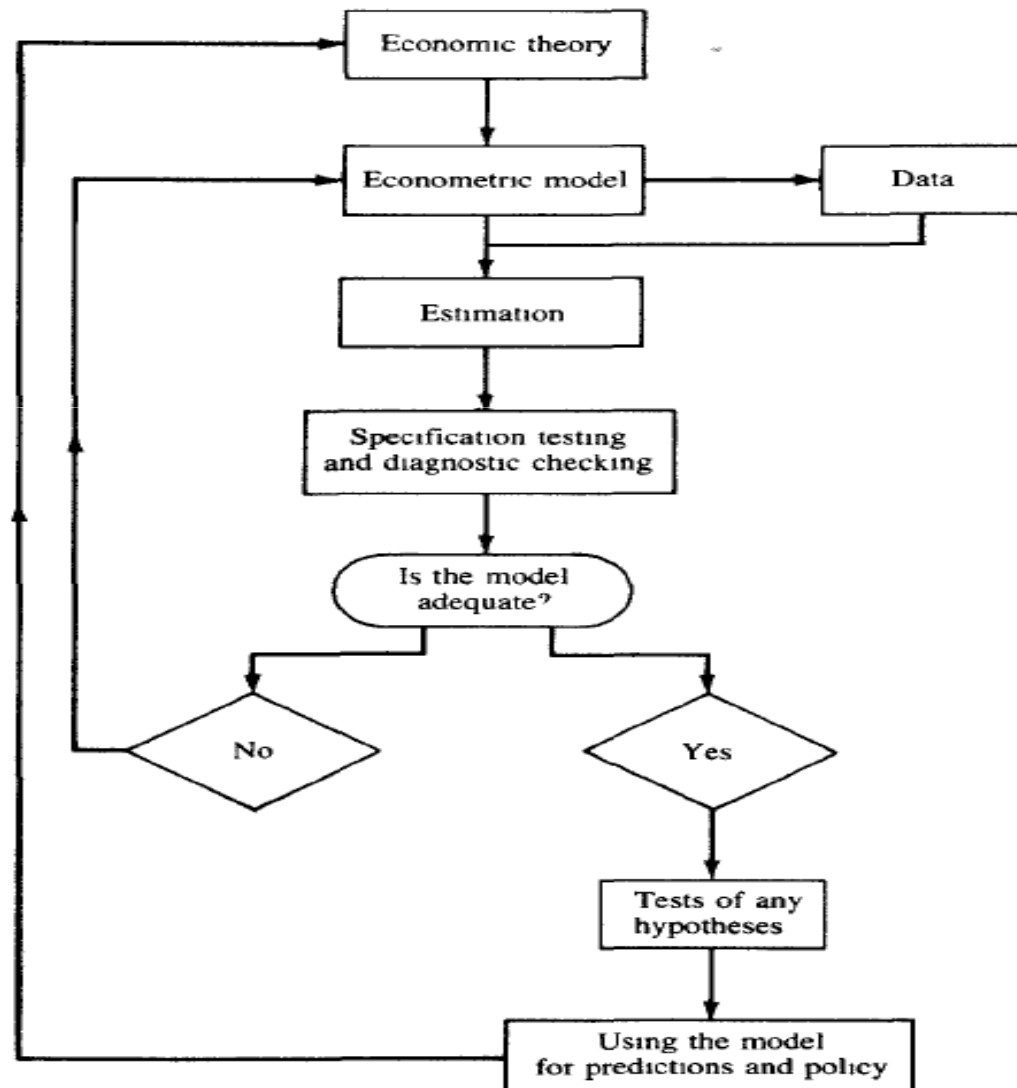 Economic theory
Econometric model
Data
Estimation
Specification testing
and diagnostic checking
Is the model
adequate?
No
Yes
Tests of any
hypotheses
Using the model
for predictions and policy